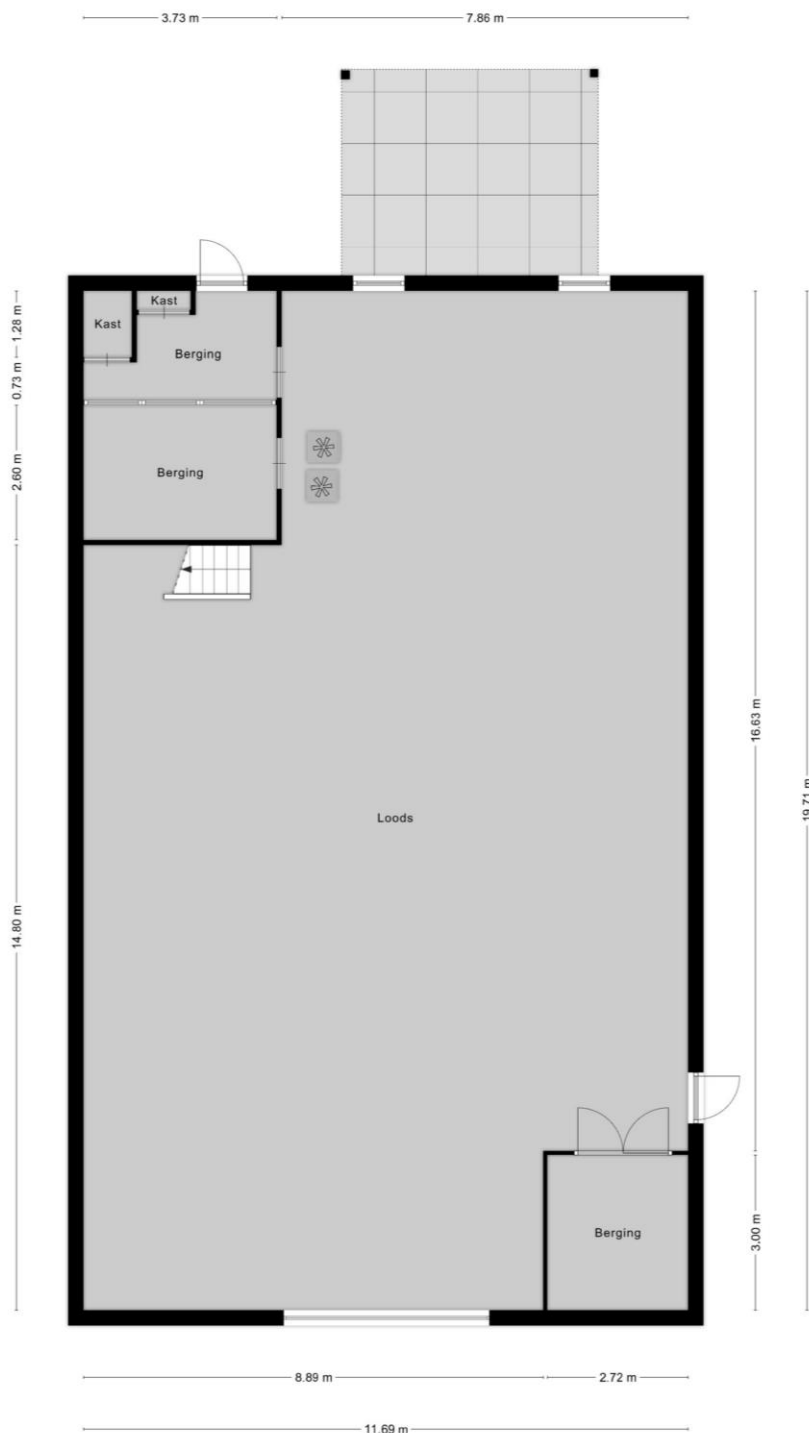 3.73 m
7.86 m
Kast
Kast
Berging
1.28 m
0.73 m
2.60 m
Berging
14.80 m
Loods
16.63 m
19.71 m
Berging
3.00 m
8.89 m
2.72 m
11.69 m